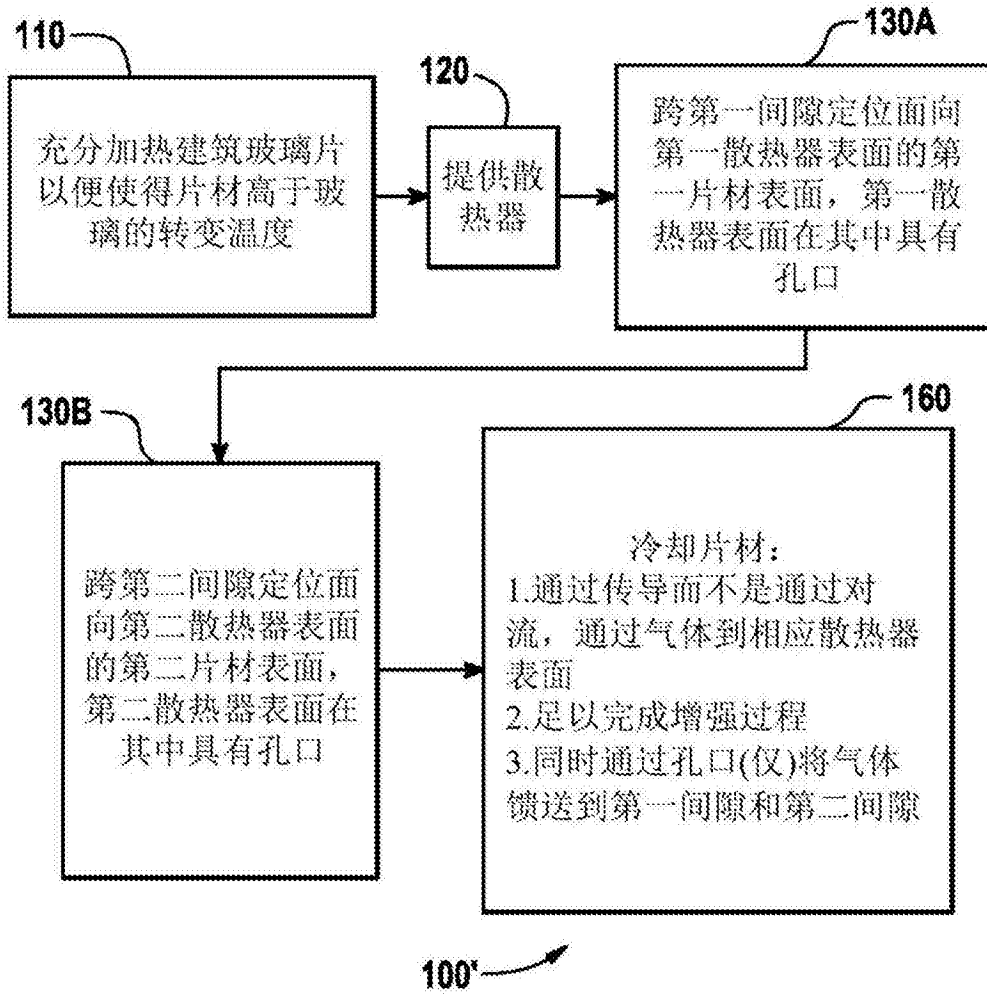 110
充分加热建筑玻璃片
以便使得片材高于玻
璃的转变温度
120
提供散
热器
130A
跨第一间隙定位面向
第一散热器表面的第
一片材表面，第一散
热器表面在其中具有
孔口
130B
跨第二间隙定位面
向第二散热器表面
的第二片材表面，
第二散热器表面在
其中具有孔口
160
冷却片材：
1.通过传导而不是通过对
流，通过气体到相应散热器
表面
2.足以完成增强过程
3.同时通过孔口(仅)将气体
馈送到第一间隙和第二间隙
100'